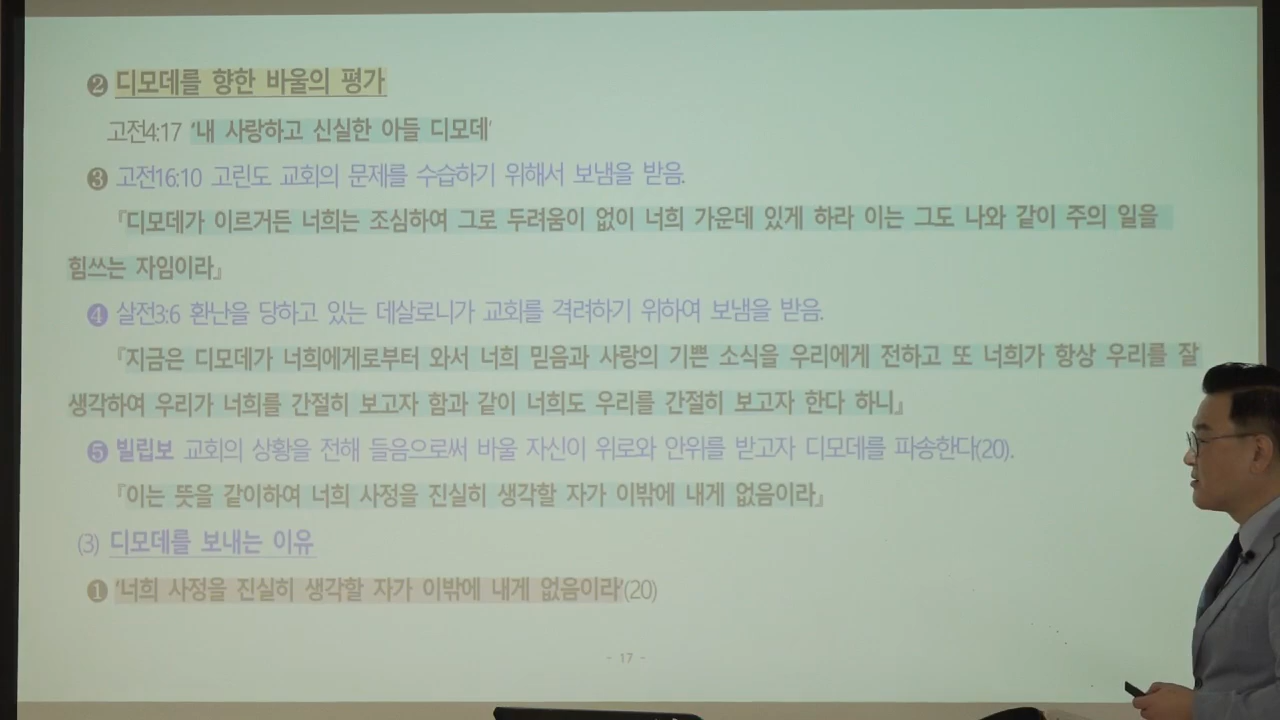 ❷ 디모데를 향한 바울의 평가
고전4:17 '내 사랑하고 신실한 아들 디모데'
❸ 고전16:10 고린도 교회의 문제를 수습하기 위해서 보냄을 받음.
『디모데가 이르거든 너희는 조심하여 그로 두려움이 없이 너희 가운데 있게 하라 이는 그도 나와 같이 주의 일을
힘쓰는 자임이라』
❹ 살전3:6 환난을 당하고 있는 데살로니가 교회를 격려하기 위하여 보냄을 받음.
『지금은 디모데가 너희에게로부터 와서 너희 믿음과 사랑의 기쁜 소식을 우리에게 전하고 또 너희가 항상 우리를 잘
생각하여 우리가 너희를 간절히 보고자 함과 같이 너희도 우리를 간절히 보고자 한다 하니』
❺ 빌립보 교회의 상황을 전해 들음으로써 바울 자신이 위로와 안위를 받고자 디모데를 파송한다(20).
『이는 뜻을 같이하여 너희 사정을 진실히 생각할 자가 이밖에 내게 없음이라』
(3) 디모데를 보내는 이유
❶ '너희 사정을 진실히 생각할 자가 이밖에 내게 없음이라'(20)
- 17 -